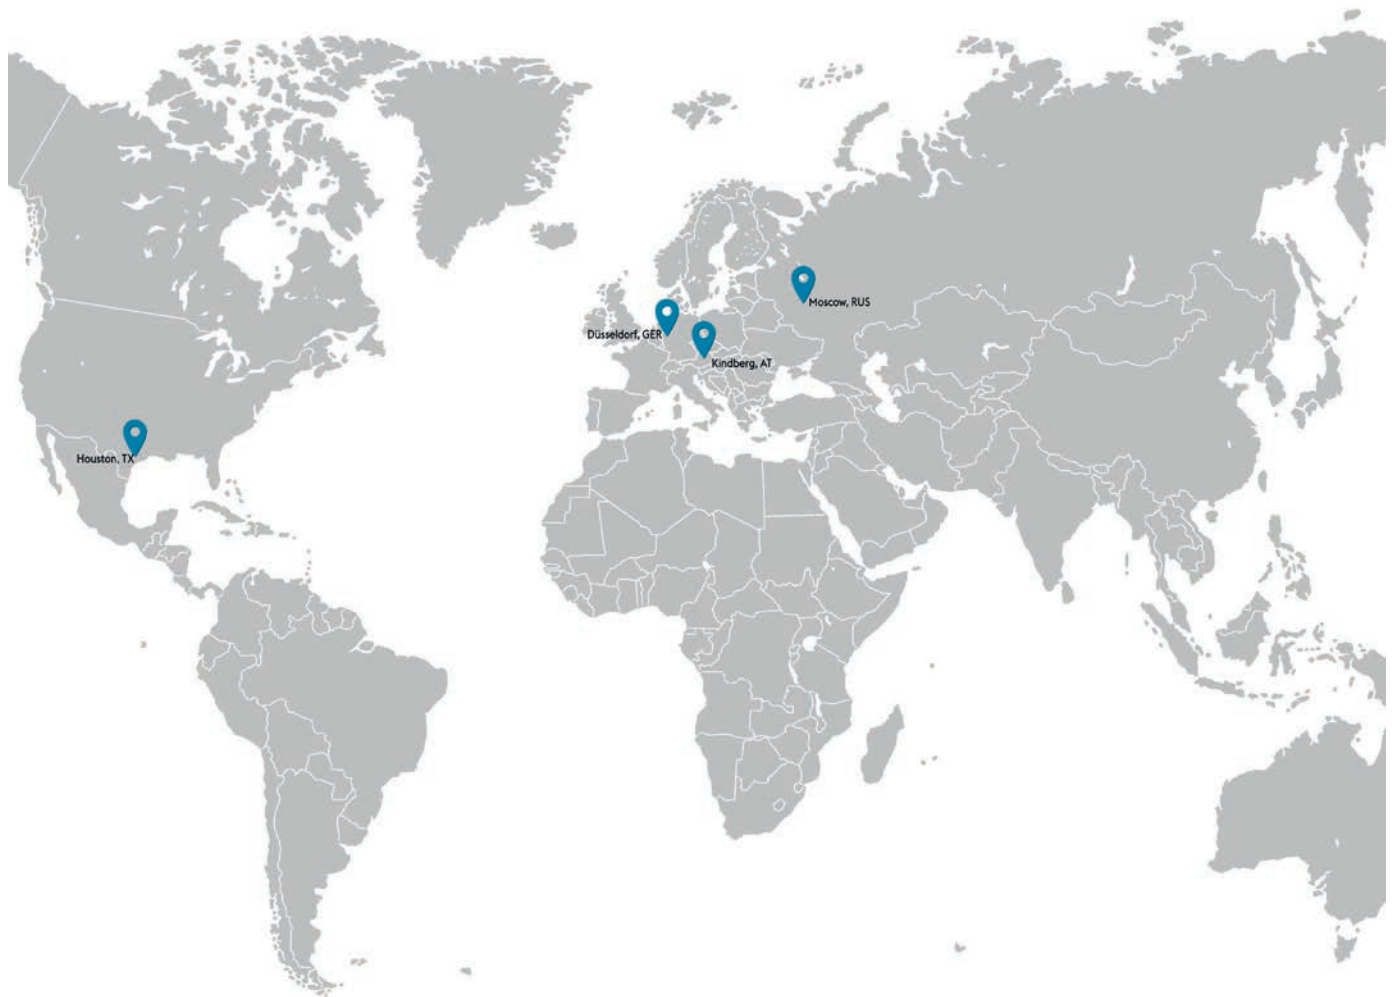 Moscow, RUS
Düsseldorf, GER
Kindberg, AT
Houston, TX